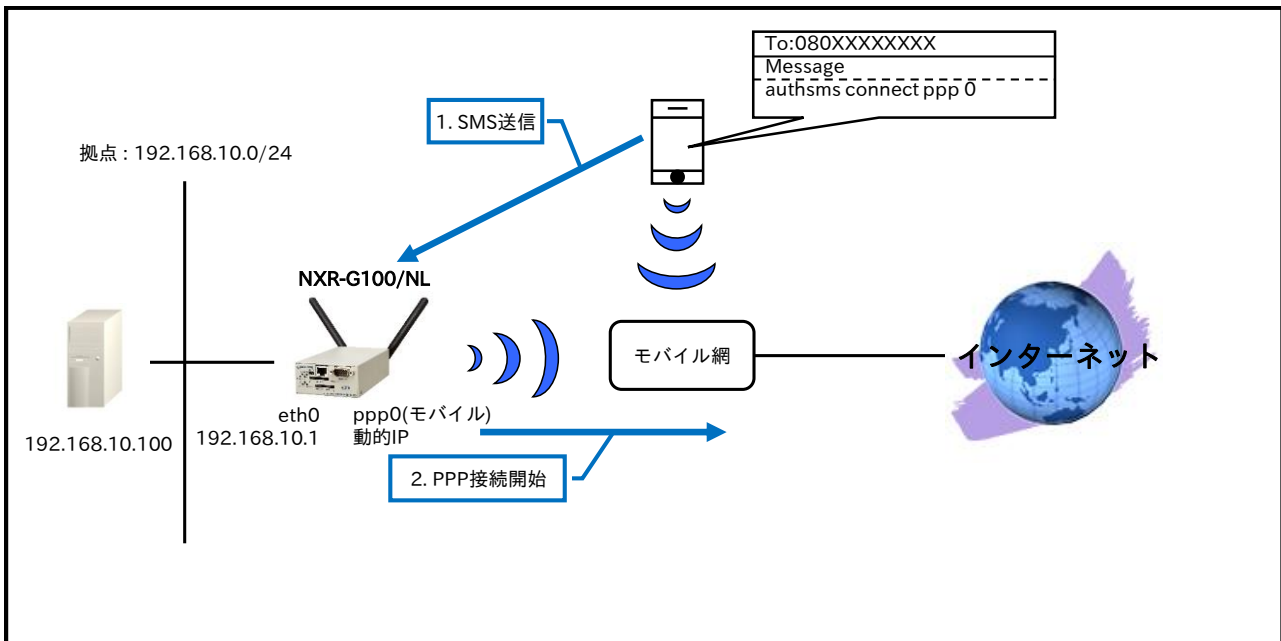 To:080XXXXXXXX
Message
authsms connect ppp 0
1. SMS送信
拠点 : 192.168.10.0/24
NXR-G100/NL
モバイル網
インターネット
eth0
ppp0(モバイル)
192.168.10.1
動的IP
192.168.10.100
2. PPP接続開始